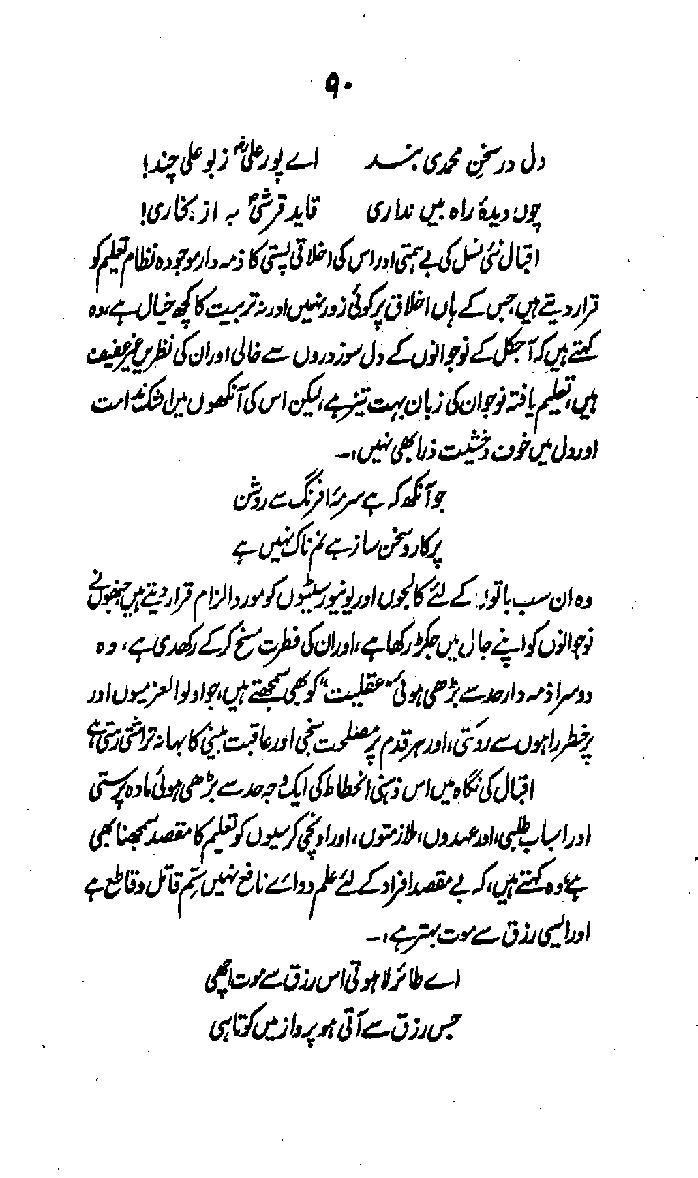 ۹۰
دل در سخنِ محمدی بند اے پورِ علیؓ ز بو علی چند!
چوں دیدۂ راہ بیں نداری قاید قرشیؐ بہ از بخاری!
اقبال نئی نسل کی بے ہمتی اور اس کی اخلاقی پستی کا ذمہ دار موجودہ نظام تعلیم کو
قرار دیتے ہیں، جس کے ہاں اخلاق پر کوئی زور نہیں اور نہ تربیت کا کچھ خیال ہے، وہ
کہتے ہیں کہ آجکل کے نوجوانوں کے دل سوز دروں سے خالی اور ان کی نظریں غیر عفیف
ہیں، تعلیم یافتہ نوجوان کی زبان بہت تیز ہے، لیکن اس کی آنکھوں میں اشک ندامت
اور دل میں خوف و خشیت ذرا بھی نہیں،۔
جو آنکھ کہ ہے سرمۂ افرنگ سے روشن
پرکار و سخن ساز ہے نم ناک نہیں ہے
وہ ان سب باتوں کے لئے کالجوں اور یونیورسٹیوں کو مورد الزام قرار دیتے ہیں جنھوں نے
نوجوانوں کو اپنے جال میں جکڑ رکھا ہے، اور ان کی فطرت مسخ کر کے رکھدی ہے، وہ
دوسرا ذمہ دار حد سے بڑھی ہوئی "عقلیت" کو بھی سمجھتے ہیں، جو اولوالعزمیوں اور
پر خطر راہوں سے روکتی، اور ہر قدم پر مصلحت سنجی اور عاقبت بینی کا بہانہ تراشتی رہتی ہے
اقبال کی نگاہ میں اس ذہنی انحطاط کی ایک وجہ حد سے بڑھی ہوئی مادہ پرستی
اور اسباب طلبی، اور عہدوں، ملازمتوں، اور اونچی کرسیوں کو تعلیم کا مقصد سمجھنا بھی
ہے، وہ کہتے ہیں، کہ بے مقصد افراد کے لئے علم دوائے نافع نہیں سمِّ قاتل و قاطع ہے
اور ایسی رزق سے موت بہتر ہے،۔
اے طائر لاہوتی اس رزق سے موت اچھی
جس رزق سے آتی ہو پرواز میں کوتاہی